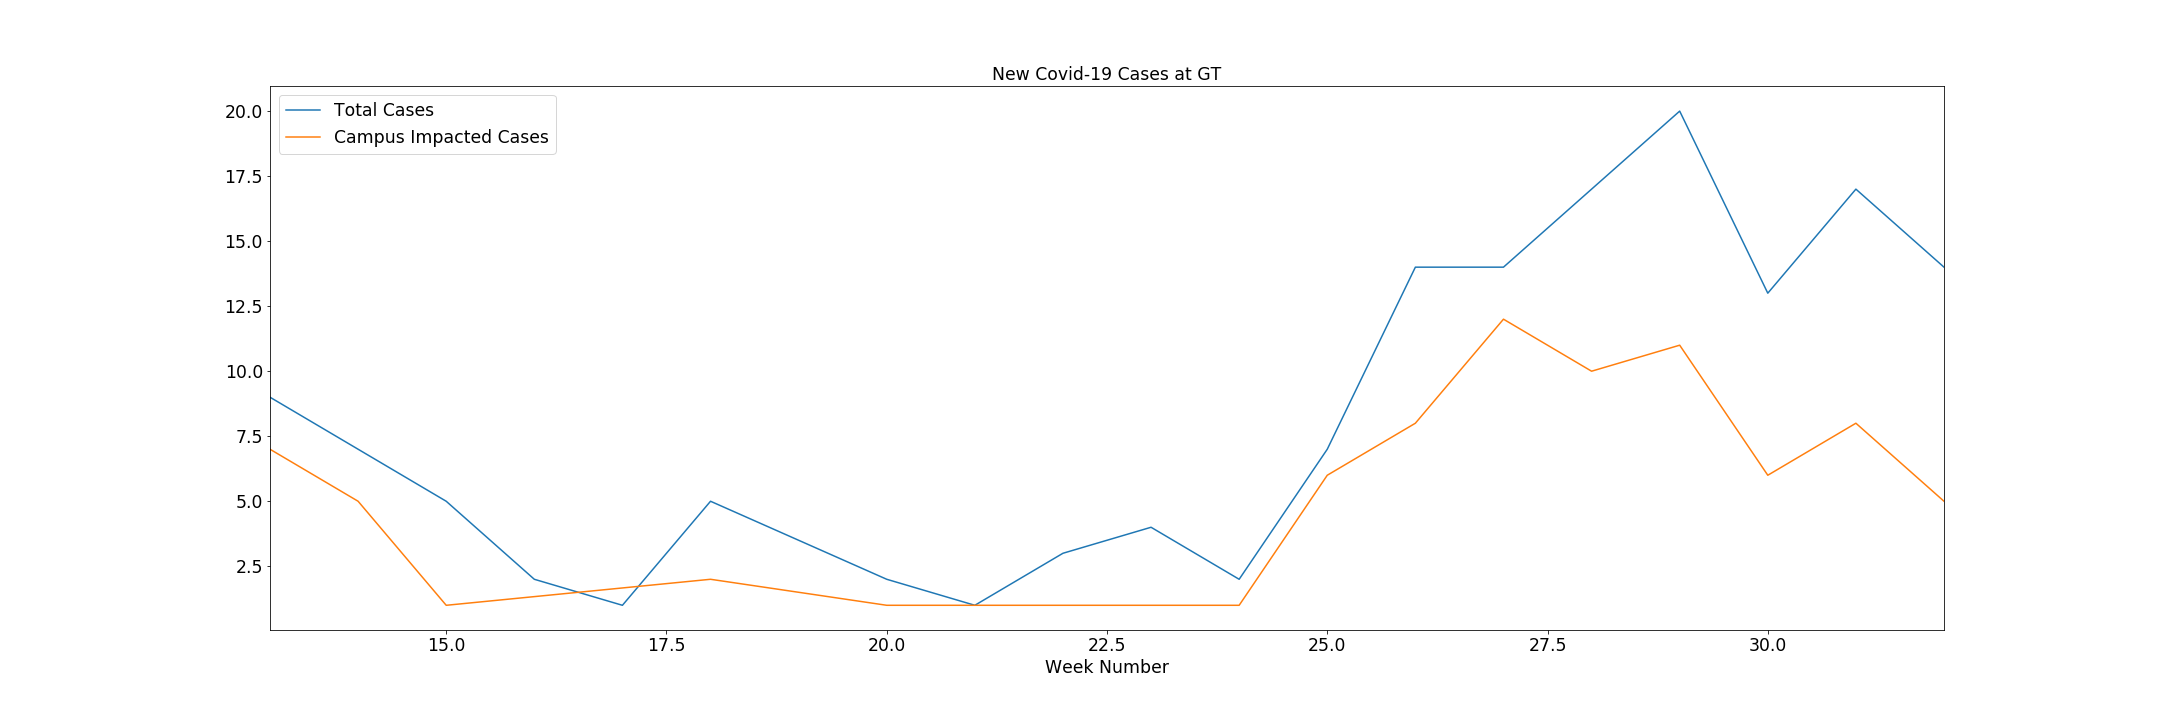 New Covid-19 Cases at GT
Total Cases
Campus Impacted Cases
20.0
17.5
15.0
12.5
10.0
7.5
5.0
2.5
15.0 17.5 20.0 22.5 25.0 27.5 30.0
Week Number